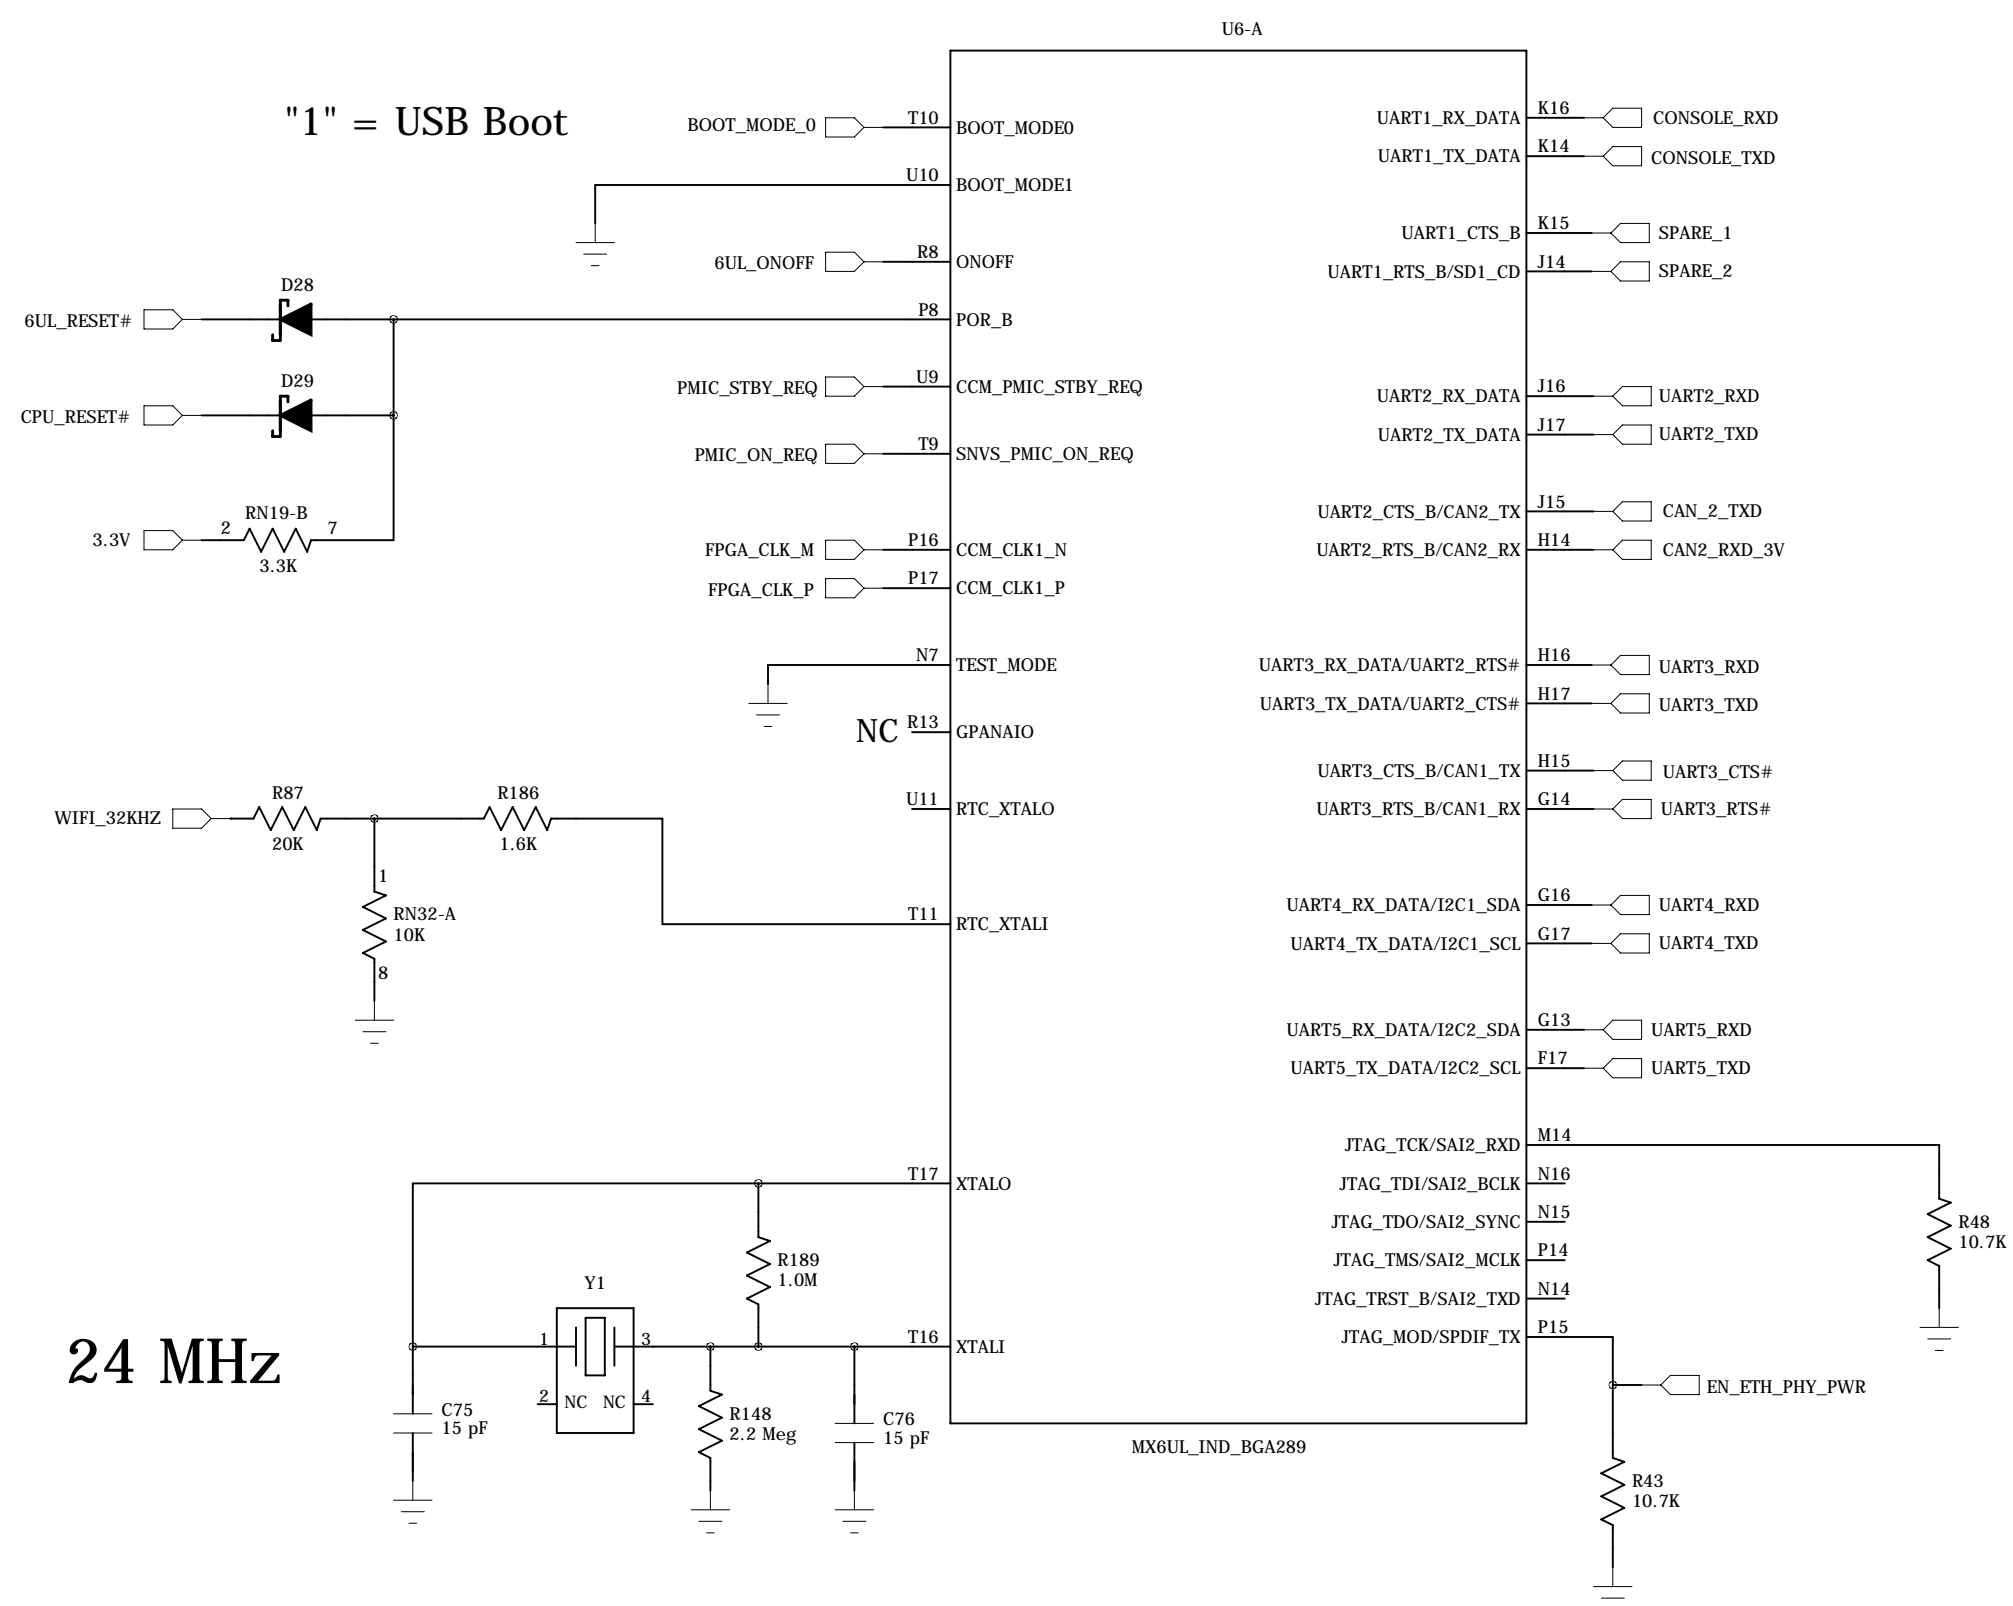 U6-A
"1" = USB Boot
BOOT_MODE_0 T10 BOOT_MODE0
U10 BOOT_MODE1
6UL_ONOFF R8 ONOFF
D28
6UL_RESET# P8 POR_B
D29
CPU_RESET#
PMIC_STBY_REQ U9 CCM_PMIC_STBY_REQ
PMIC_ON_REQ T9 SNVS_PMIC_ON_REQ
RN19-B
3.3V 2 7
3.3K
FPGA_CLK_M P16 CCM_CLK1_N
FPGA_CLK_P P17 CCM_CLK1_P
N7 TEST_MODE
NC R13 GPANAIO
U11 RTC_XTALO
R87 R186
WIFI_32KHZ
20K 1.6K
1
RN32-A
10K
8
T11 RTC_XTALI
T17 XTALO
R189
1.0M
Y1
24 MHz
1 3
T16 XTALI
2 NC NC 4
C75
15 pF
R148
2.2 Meg
C76
15 pF
UART1_RX_DATA K16 CONSOLE_RXD
UART1_TX_DATA K14 CONSOLE_TXD
UART1_CTS_B K15 SPARE_1
UART1_RTS_B/SD1_CD J14 SPARE_2
UART2_RX_DATA J16 UART2_RXD
UART2_TX_DATA J17 UART2_TXD
UART2_CTS_B/CAN2_TX J15 CAN_2_TXD
UART2_RTS_B/CAN2_RX H14 CAN2_RXD_3V
UART3_RX_DATA/UART2_RTS# H16 UART3_RXD
UART3_TX_DATA/UART2_CTS# H17 UART3_TXD
UART3_CTS_B/CAN1_TX H15 UART3_CTS#
UART3_RTS_B/CAN1_RX G14 UART3_RTS#
UART4_RX_DATA/I2C1_SDA G16 UART4_RXD
UART4_TX_DATA/I2C1_SCL G17 UART4_TXD
UART5_RX_DATA/I2C2_SDA G13 UART5_RXD
UART5_TX_DATA/I2C2_SCL F17 UART5_TXD
JTAG_TCK/SAI2_RXD M14
JTAG_TDI/SAI2_BCLK N16
JTAG_TDO/SAI2_SYNC N15
JTAG_TMS/SAI2_MCLK P14
JTAG_TRST_B/SAI2_TXD N14
JTAG_MOD/SPDIF_TX P15
R48
10.7K
EN_ETH_PHY_PWR
R43
10.7K
MX6UL_IND_BGA289